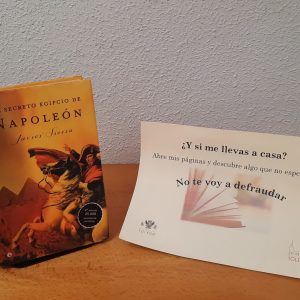 SECRETO EGIPCIO DE
NAPOLEÓN
Javier Sierra
¿Y si me llevas a casa?
Abre mis páginas y descubre algo que no espe
No te voy a defraudar